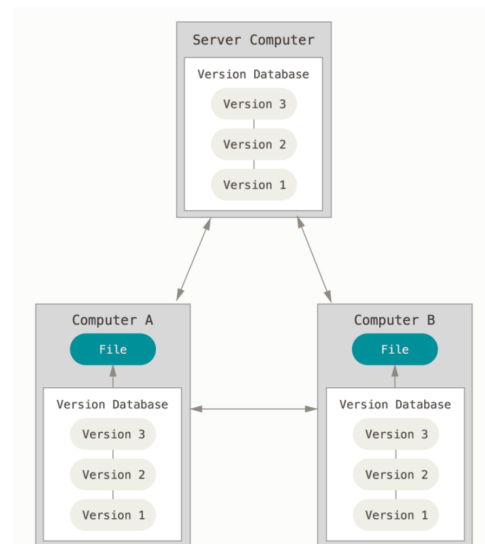 Server Computer
Version Database
Version 3
Version 2
Version 1
Computer A
File
Version Database
Version 3
Version 2
Version 1
Computer B
File
Version Database
Version 3
Version 2
Version 1